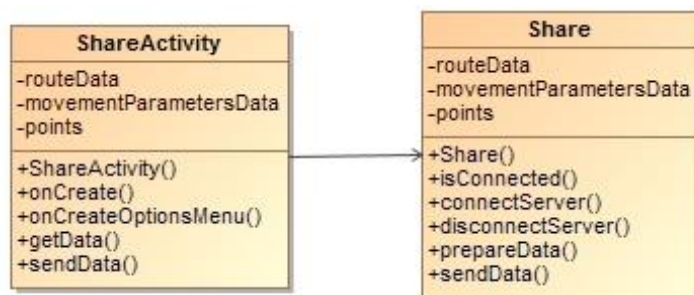 ShareActivity
-routeData
-movementParametersData
-points
+ShareActivity()
+onCreate()
+onCreateOptionsMenu()
+getData()
+sendData()
Share
-routeData
-movementParametersData
-points
+Share()
+isConnected()
+connectServer()
+disconnectServer()
+prepareData()
+sendData()